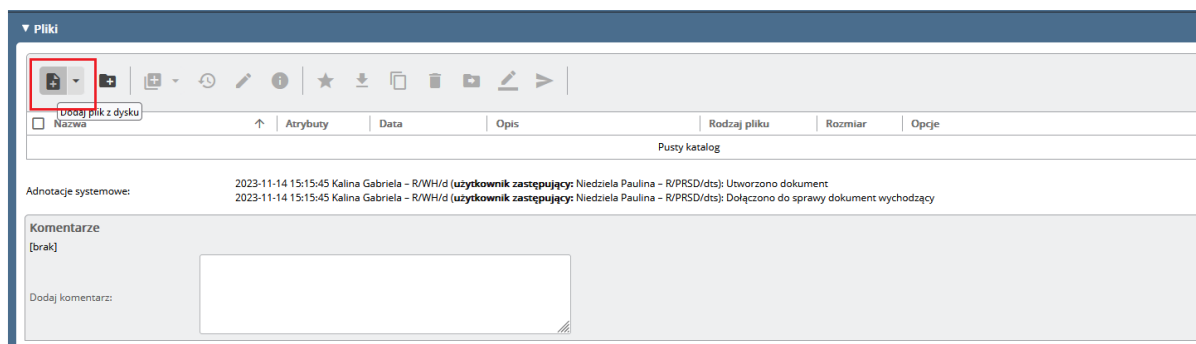 ▼ Pliki
Dodaj plik z dysku
Nazwa ↑ Atrybuty Data Opis Rodzaj pliku Rozmiar Opcje
Pusty katalog
Adnotacje systemowe:
2023-11-14 15:15:45 Kalina Gabriela – R/WH/d (użytkownik zastępujący: Niedziela Paulina – R/PRSD/dts): Utworzono dokument
2023-11-14 15:15:45 Kalina Gabriela – R/WH/d (użytkownik zastępujący: Niedziela Paulina – R/PRSD/dts): Dołączono do sprawy dokument wychodzący
Komentarze
[brak]
Dodaj komentarz: